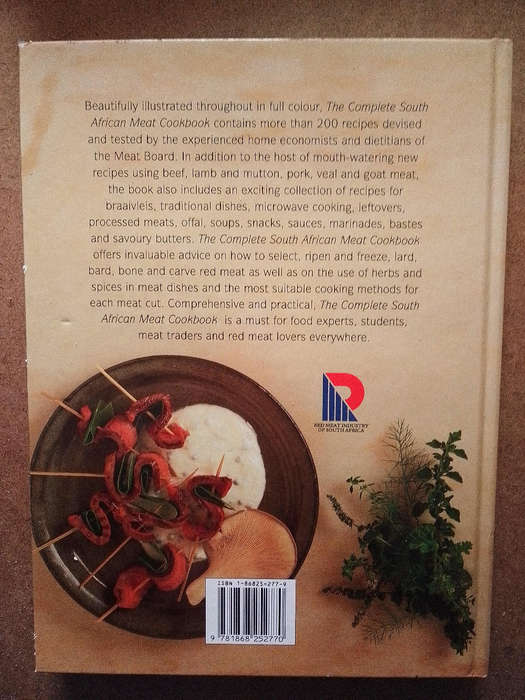 Beautifully illustrated throughout in full colour, The Complete South
African Meat Cookbook contains more than 200 recipes devised
and tested by the experienced home economists and dietitians of
the Meat Board. In addition to the host of mouth-watering new
recipes using beef, lamb and mutton, pork, veal and goat meat,
the book also includes an exciting collection of recipes for
braaivleis, traditional dishes, microwave cooking, leftovers,
processed meats, offal, soups, snacks, sauces, marinades, bastes
and savoury butters. The Complete South African Meat Cookbook
offers invaluable advice on how to select, ripen and freeze, lard,
bard, bone and carve red meat as well as on the use of herbs and
spices in meat dishes and the most suitable cooking methods for
each meat cut. Comprehensive and practical, The Complete South
African Meat Cookbook is a must for food experts, students,
meat traders and red meat lovers everywhere.
RED MEAT INDUSTRY
OF SOUTH AFRICA
ISBN 1-86825-277-9
9 781868 252770